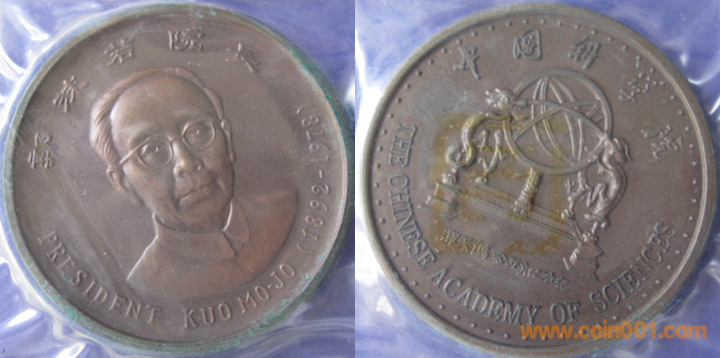 郭沫若院长
PRESIDENT · KUO MO-JO (1892-1978)
中国科学院
THE CHINESE ACADEMY OF SCIENCES
www.coin001.com